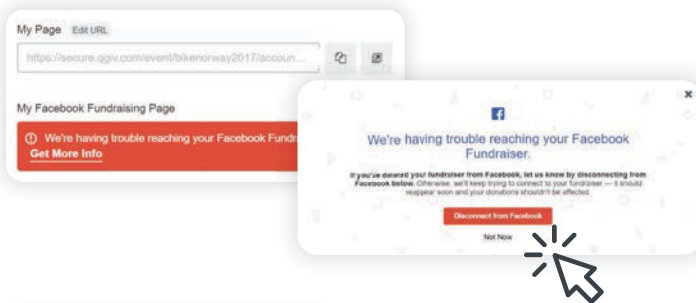 My Page Edit URL
https://secure.qgiv.com/event/bikenorway2017/accoun...
My Facebook Fundraising Page
We're having trouble reaching your Facebook Fundr
Get More Info
We're having trouble reaching your Facebook
Fundraiser.
If you've deleted your fundraiser from Facebook, let us know by disconnecting from
Facebook below. Otherwise, we'll keep trying to connect to your fundraiser — it should
reappear soon and your donations shouldn't be affected.
Disconnect from Facebook
Not Now